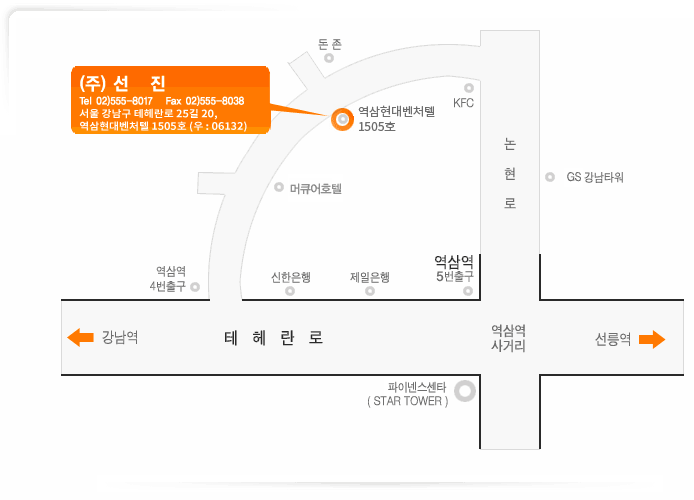 돈 존
(주) 선 진
Tel 02)555-8017 Fax 02)555-8038
서울 강남구 테헤란로 25길 20,
역삼현대벤처텔 1505호 (우 : 06132)
역삼현대벤처텔
1505호
KFC
논
현
로
GS 강남타워
머큐어호텔
역삼역
4번출구
신한은행
제일은행
역삼역
5번출구
강남역
테 헤 란 로
역삼역
사거리
선릉역
파이넨스센타
( STAR TOWER )